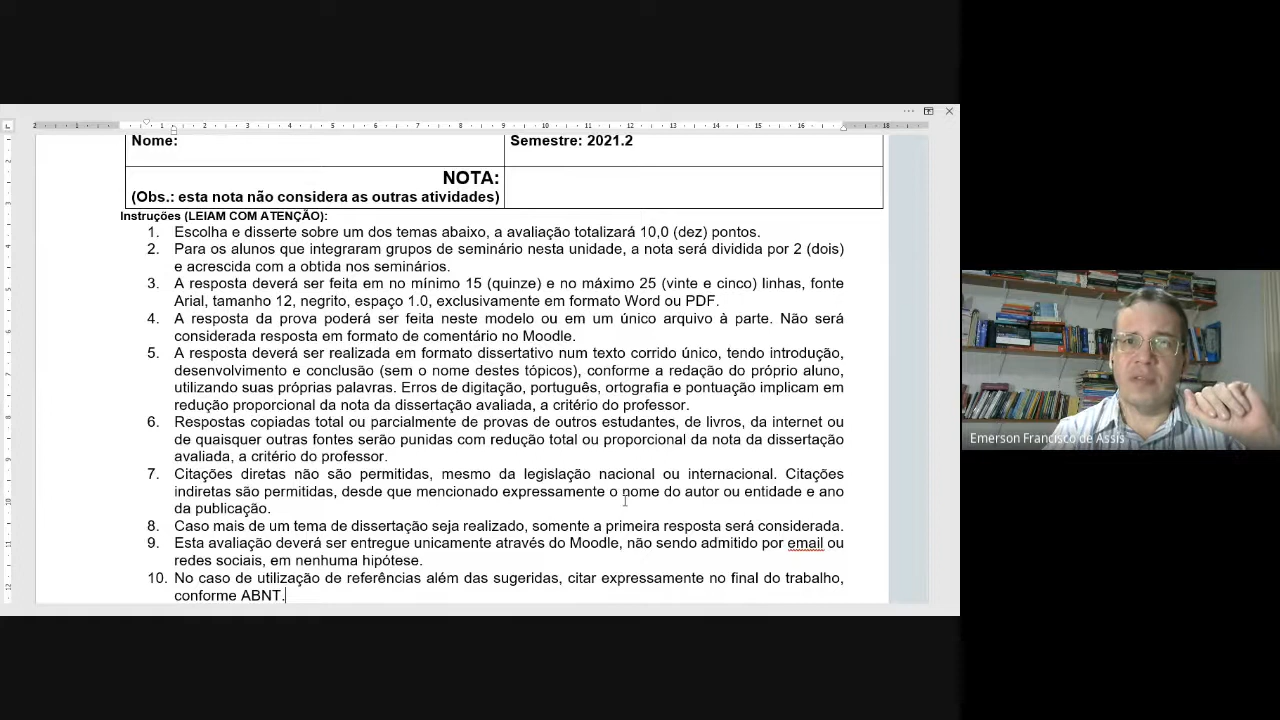 Nome:
Semestre: 2021.2
NOTA:
(Obs.: esta nota não considera as outras atividades)
Instruções (LEIAM COM ATENÇÃO):
1. Escolha e disserte sobre um dos temas abaixo, a avaliação totalizará 10,0 (dez) pontos.
2. Para os alunos que integraram grupos de seminário nesta unidade, a nota será dividida por 2 (dois)
e acrescida com a obtida nos seminários.
3. A resposta deverá ser feita em no mínimo 15 (quinze) e no máximo 25 (vinte e cinco) linhas, fonte
Arial, tamanho 12, negrito, espaço 1.0, exclusivamente em formato Word ou PDF.
4. A resposta da prova poderá ser feita neste modelo ou em um único arquivo à parte. Não será
considerada resposta em formato de comentário no Moodle.
5. A resposta deverá ser realizada em formato dissertativo num texto corrido único, tendo introdução,
desenvolvimento e conclusão (sem o nome destes tópicos), conforme a redação do próprio aluno,
utilizando suas próprias palavras. Erros de digitação, português, ortografia e pontuação implicam em
redução proporcional da nota da dissertação avaliada, a critério do professor.
6. Respostas copiadas total ou parcialmente de provas de outros estudantes, de livros, da internet ou
de quaisquer outras fontes serão punidas com redução total ou proporcional da nota da dissertação
avaliada, a critério do professor.
7. Citações diretas não são permitidas, mesmo da legislação nacional ou internacional. Citações
indiretas são permitidas, desde que mencionado expressamente o nome do autor ou entidade e ano
da publicação.
8. Caso mais de um tema de dissertação seja realizado, somente a primeira resposta será considerada.
9. Esta avaliação deverá ser entregue unicamente através do Moodle, não sendo admitido por email ou
redes sociais, em nenhuma hipótese.
10. No caso de utilização de referências além das sugeridas, citar expressamente no final do trabalho,
conforme ABNT.
Emerson Francisco de Assis